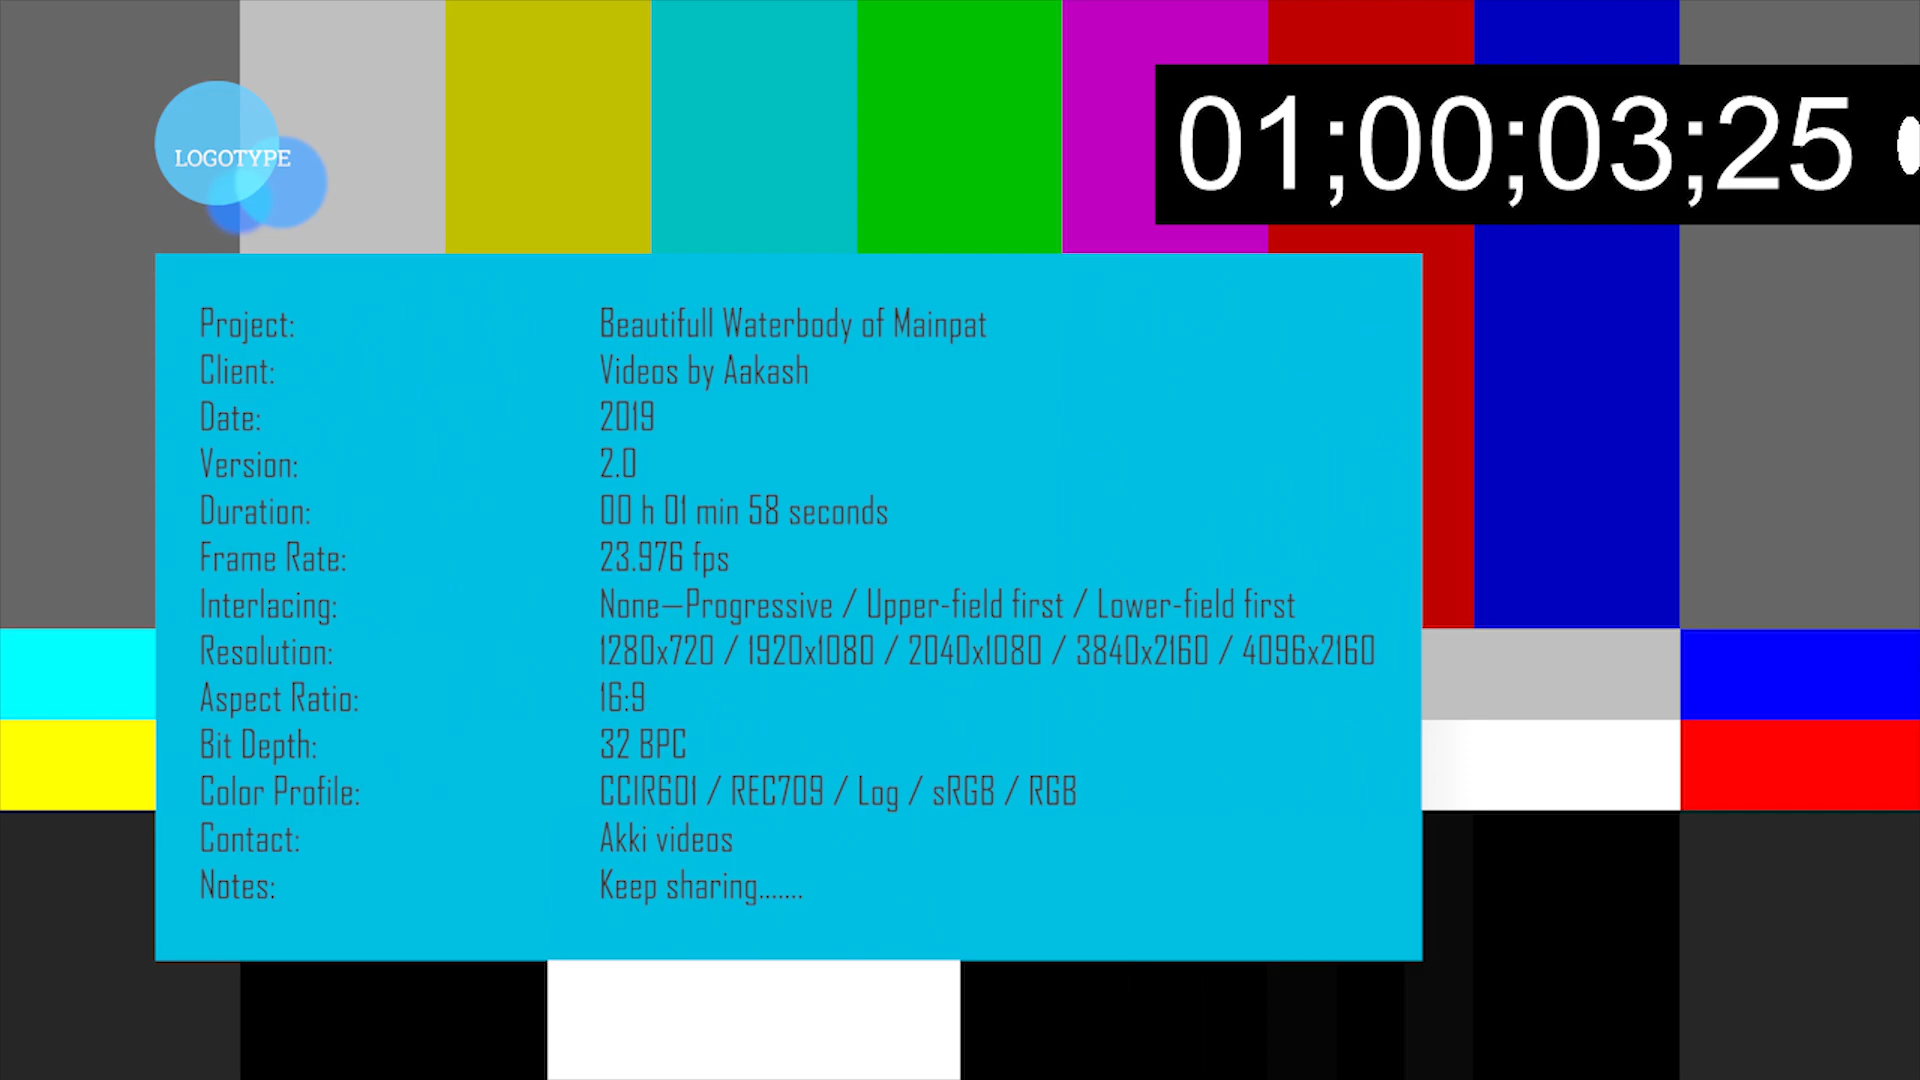 LOGOTYPE
01;00;03;25
Project: Beautifull Waterbody of Mainpat
Client: Videos by Aakash
Date: 2019
Version: 2.0
Duration: 00 h 01 min 58 seconds
Frame Rate: 23.976 fps
Interlacing: None—Progressive / Upper-field first / Lower-field first
Resolution: 1280x720 / 1920x1080 / 2040x1080 / 3840x2160 / 4096x2160
Aspect Ratio: 16:9
Bit Depth: 32 BPC
Color Profile: CCIR601 / REC709 / Log / sRGB / RGB
Contact: Akki videos
Notes: Keep sharing.......